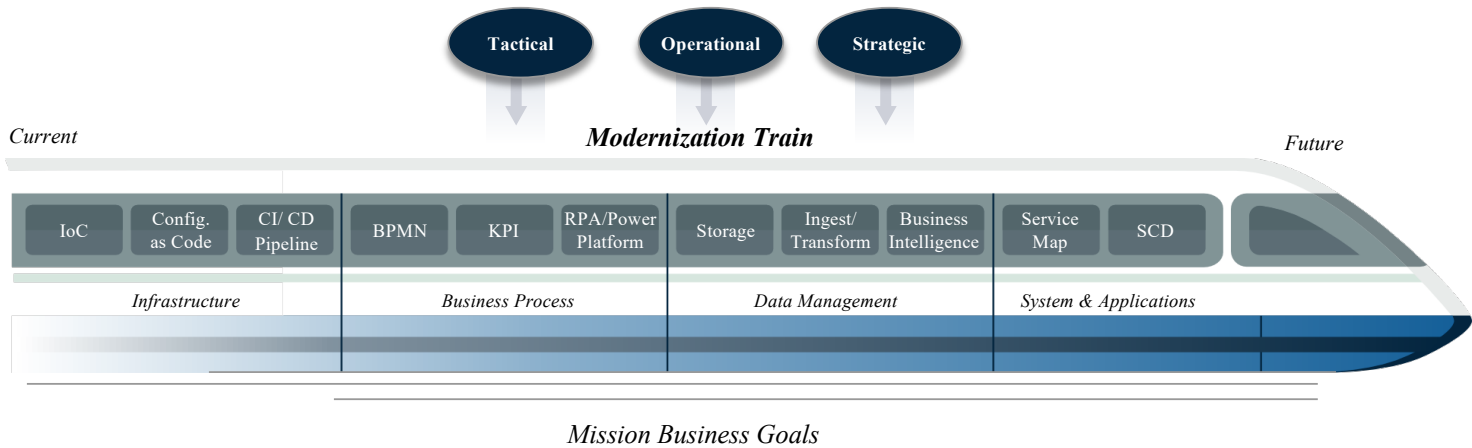 Tactical
Operational
Strategic
Current
Modernization Train
Future
IoC
Config.
as Code
CI/ CD
Pipeline
BPMN
KPI
RPA/Power
Platform
Storage
Ingest/
Transform
Business
Intelligence
Service
Map
SCD
Infrastructure
Business Process
Data Management
System & Applications
Mission Business Goals